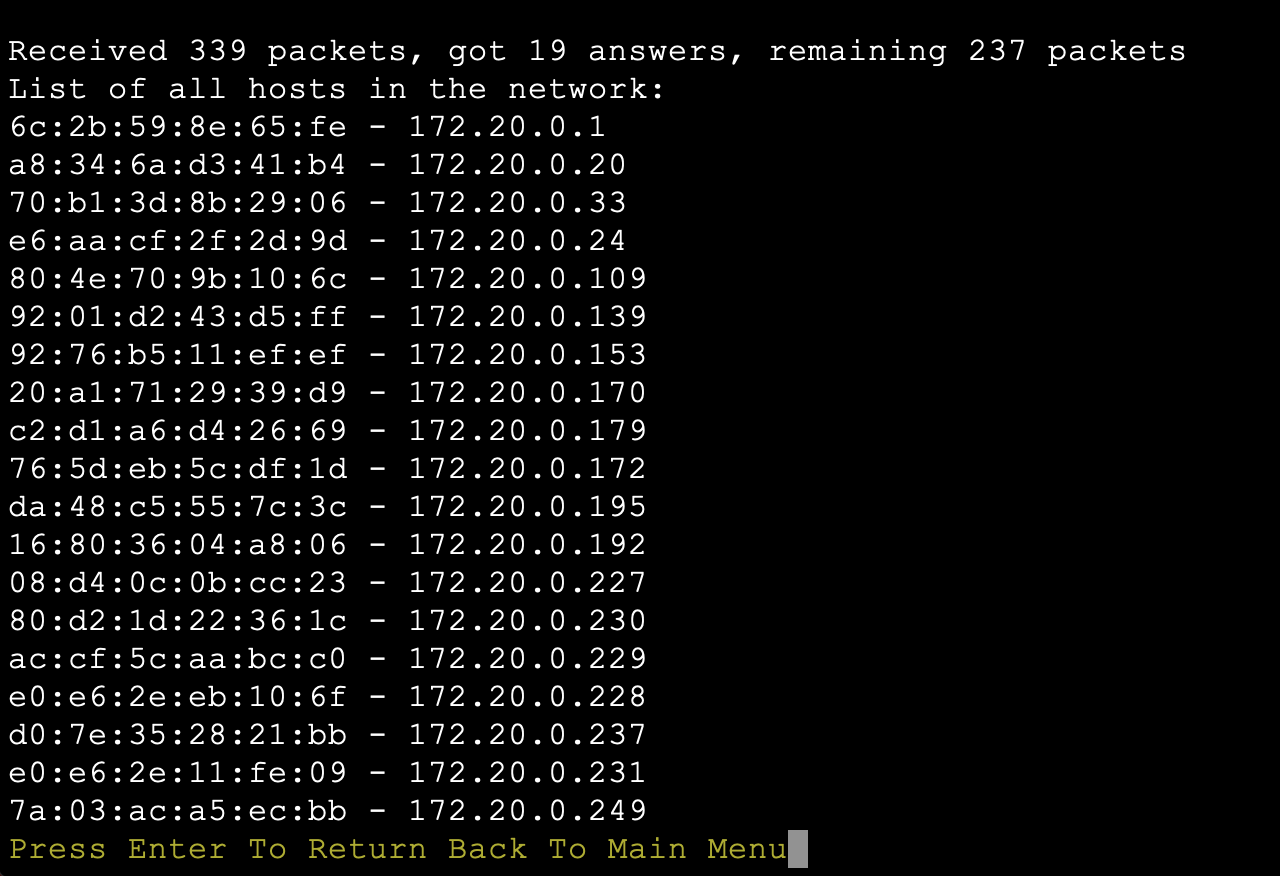 Received 339 packets, got 19 answers, remaining 237 packets
List of all hosts in the network:
6c:2b:59:8e:65:fe - 172.20.0.1
a8:34:6a:d3:41:b4 - 172.20.0.20
70:b1:3d:8b:29:06 - 172.20.0.33
e6:aa:cf:2f:2d:9d - 172.20.0.24
80:4e:70:9b:10:6c - 172.20.0.109
92:01:d2:43:d5:ff - 172.20.0.139
92:76:b5:11:ef:ef - 172.20.0.153
20:a1:71:29:39:d9 - 172.20.0.170
c2:d1:a6:d4:26:69 - 172.20.0.179
76:5d:eb:5c:df:1d - 172.20.0.172
da:48:c5:55:7c:3c - 172.20.0.195
16:80:36:04:a8:06 - 172.20.0.192
08:d4:0c:0b:cc:23 - 172.20.0.227
80:d2:1d:22:36:1c - 172.20.0.230
ac:cf:5c:aa:bc:c0 - 172.20.0.229
e0:e6:2e:eb:10:6f - 172.20.0.228
d0:7e:35:28:21:bb - 172.20.0.237
e0:e6:2e:11:fe:09 - 172.20.0.231
7a:03:ac:a5:ec:bb - 172.20.0.249
Press Enter To Return Back To Main Menu